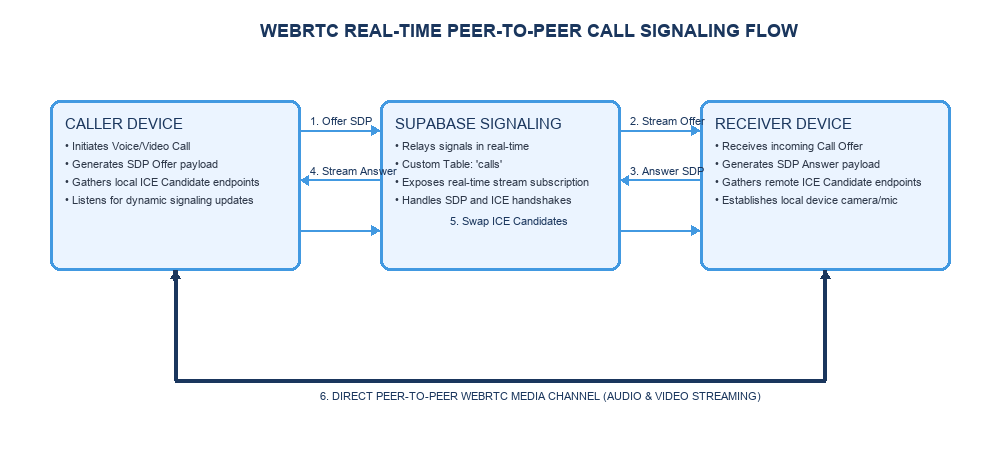 WEBRTC REAL-TIME PEER-TO-PEER CALL SIGNALING FLOW
CALLER DEVICE
• Initiates Voice/Video Call
• Generates SDP Offer payload
• Gathers local ICE Candidate endpoints
• Listens for dynamic signaling updates
1. Offer SDP
4. Stream Answer
SUPABASE SIGNALING
• Relays signals in real-time
• Custom Table: 'calls'
• Exposes real-time stream subscription
• Handles SDP and ICE handshakes
5. Swap ICE Candidates
2. Stream Offer
3. Answer SDP
RECEIVER DEVICE
• Receives incoming Call Offer
• Generates SDP Answer payload
• Gathers remote ICE Candidate endpoints
• Establishes local device camera/mic
6. DIRECT PEER-TO-PEER WEBRTC MEDIA CHANNEL (AUDIO & VIDEO STREAMING)